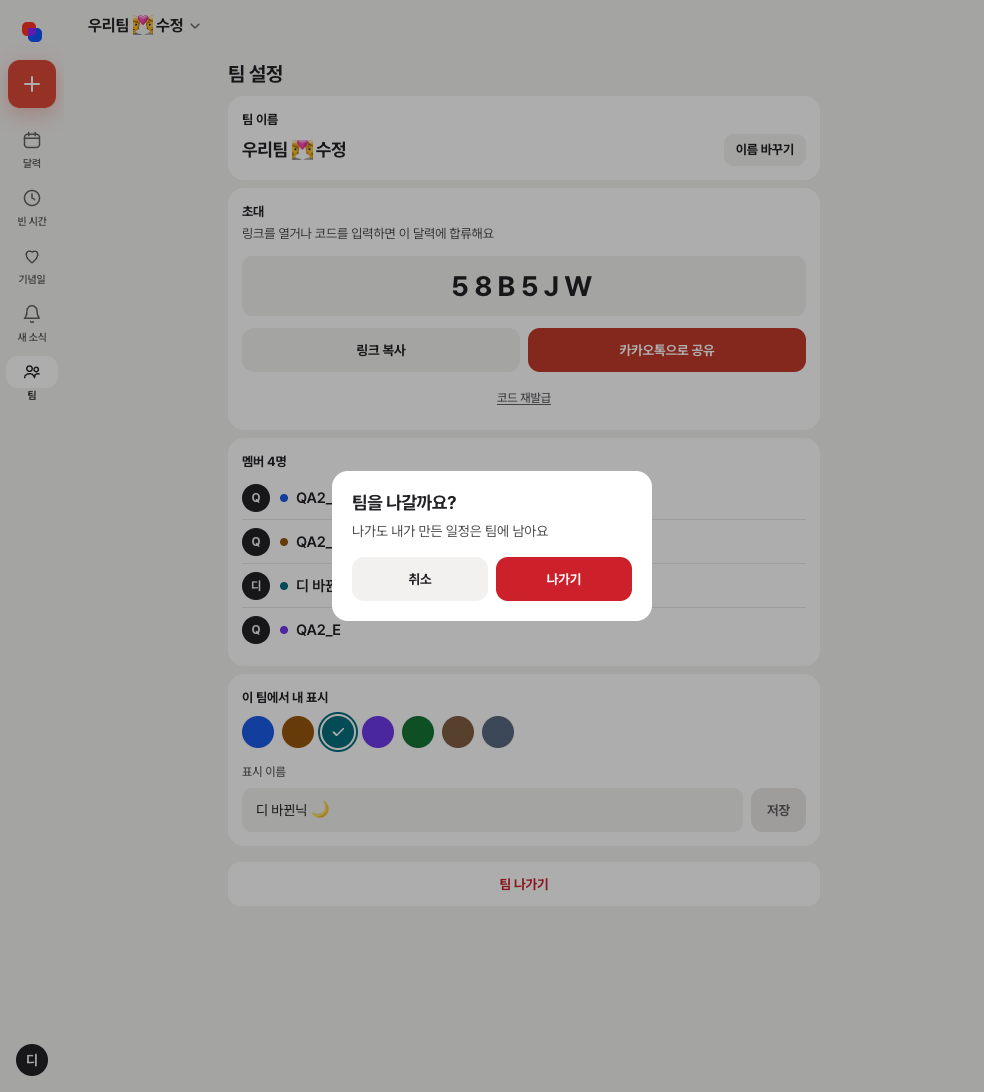 우리팀 💏 수정
팀 설정
팀 이름
우리팀 💏 수정
이름 바꾸기
달력
빈 시간
기념일
새 소식
팀
초대
링크를 열거나 코드를 입력하면 이 달력에 합류해요
58B5JW
링크 복사
카카오톡으로 공유
코드 재발급
멤버 4명
Q QA2_
Q QA2_
디 디 바
Q QA2_E
팀을 나갈까요?
나가도 내가 만든 일정은 팀에 남아요
취소
나가기
이 팀에서 내 표시
표시 이름
디 바뀐닉 🌙
저장
팀 나가기
디